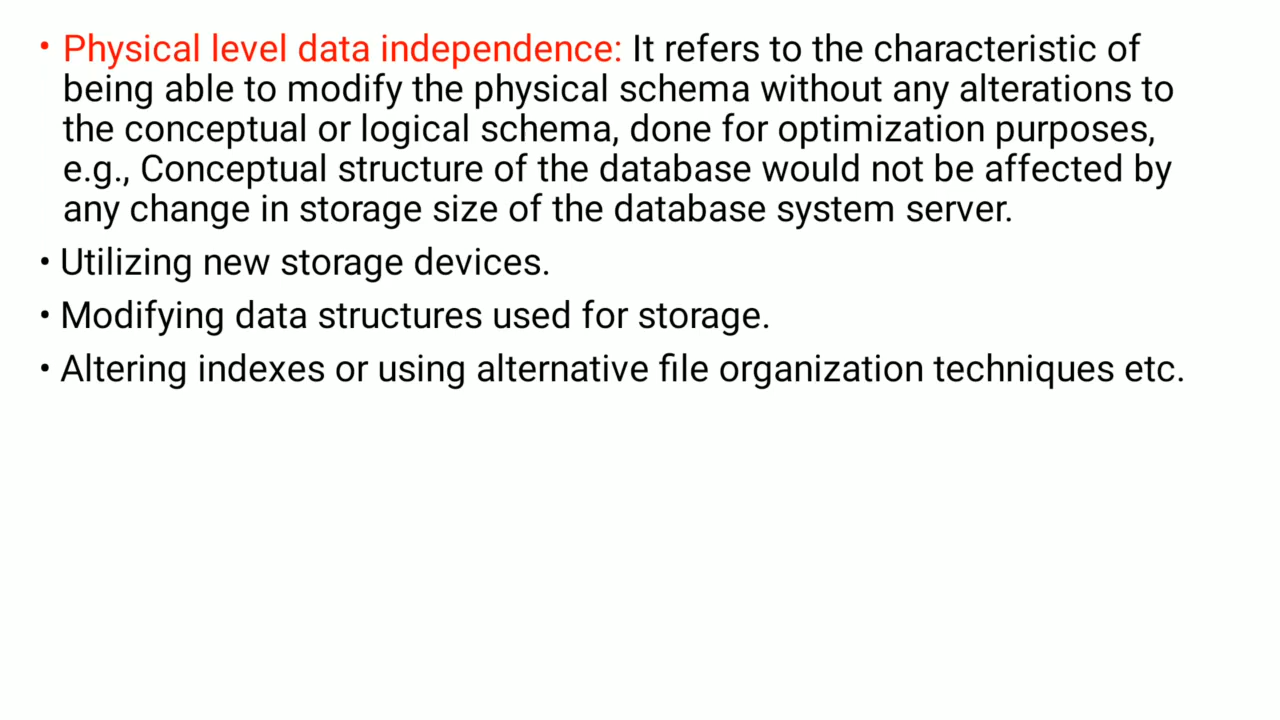 • Physical level data independence: It refers to the characteristic of
being able to modify the physical schema without any alterations to
the conceptual or logical schema, done for optimization purposes,
e.g., Conceptual structure of the database would not be affected by
any change in storage size of the database system server.
• Utilizing new storage devices.
• Modifying data structures used for storage.
• Altering indexes or using alternative file organization techniques etc.